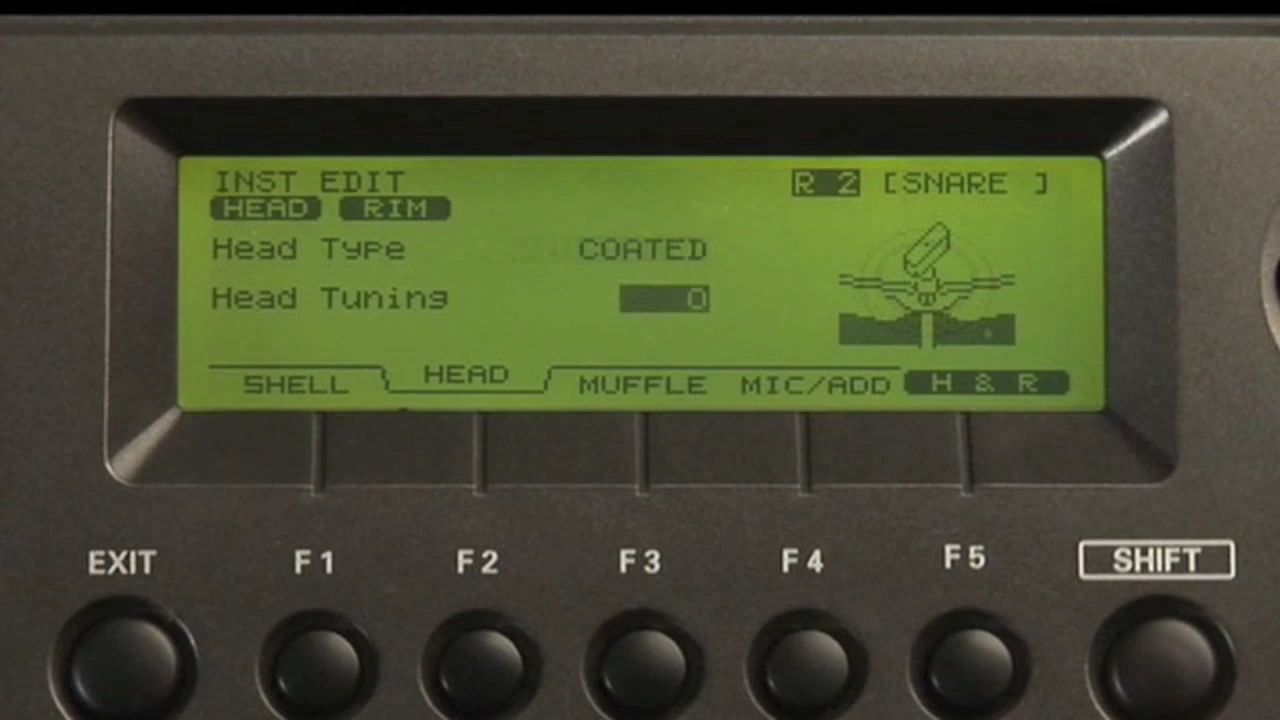 INST EDIT R 2 [SNARE ]
HEAD RIM
Head Type COATED
Head Tuning 0
SHELL HEAD MUFFLE MIC/ADD H & R
EXIT F1 F2 F3 F4 F5 SHIFT